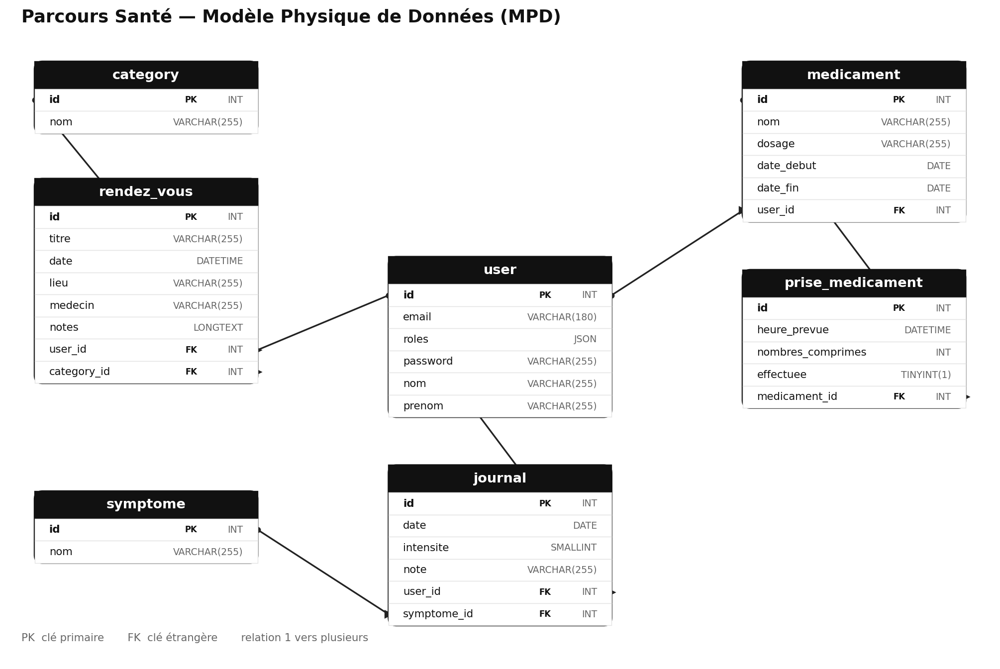 Parcours Santé — Modèle Physique de Données (MPD)
category
id PK INT
nom VARCHAR(255)
rendez_vous
id PK INT
titre VARCHAR(255)
date DATETIME
lieu VARCHAR(255)
medecin VARCHAR(255)
notes LONGTEXT
user_id FK INT
category_id FK INT
symptome
id PK INT
nom VARCHAR(255)
user
id PK INT
email VARCHAR(180)
roles JSON
password VARCHAR(255)
nom VARCHAR(255)
prenom VARCHAR(255)
journal
id PK INT
date DATE
intensite SMALLINT
note VARCHAR(255)
user_id FK INT
symptome_id FK INT
medicament
id PK INT
nom VARCHAR(255)
dosage VARCHAR(255)
date_debut DATE
date_fin DATE
user_id FK INT
prise_medicament
id PK INT
heure_prevue DATETIME
nombres_comprimes INT
effectuee TINYINT(1)
medicament_id FK INT
PK clé primaire FK clé étrangère relation 1 vers plusieurs